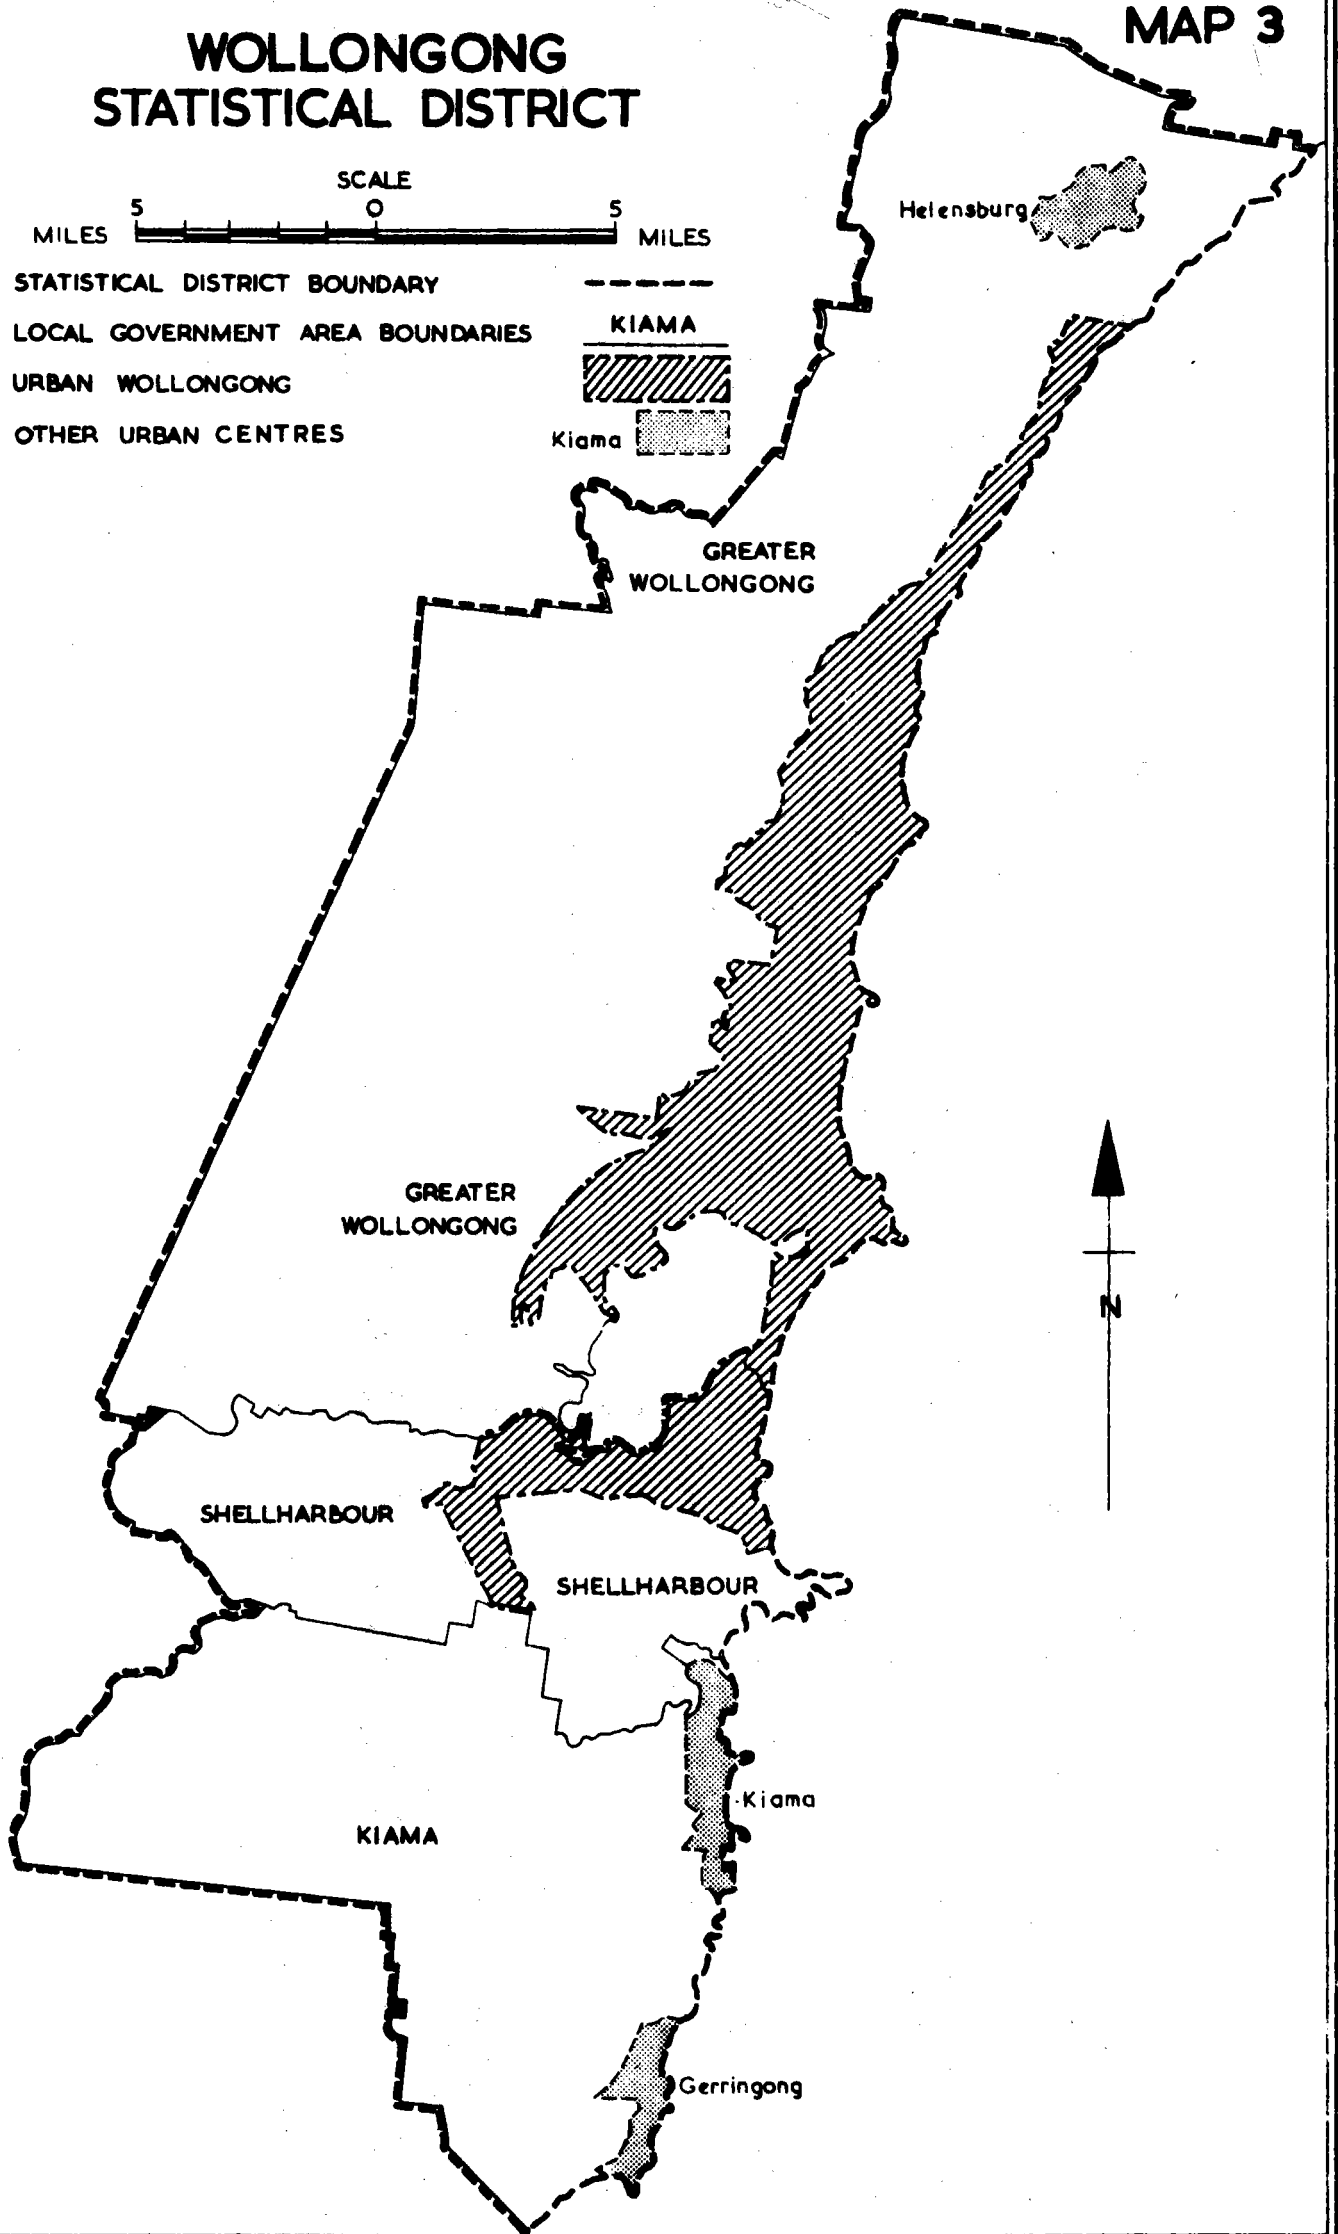 MAP 3
WOLLONGONG
STATISTICAL DISTRICT
SCALE
5 0 5
MILES MILES
STATISTICAL DISTRICT BOUNDARY
LOCAL GOVERNMENT AREA BOUNDARIES KIAMA
URBAN WOLLONGONG
OTHER URBAN CENTRES Kiama
Helensburg
GREATER
WOLLONGONG
GREATER
WOLLONGONG
N
SHELLHARBOUR
SHELLHARBOUR
Kiama
KIAMA
Gerringong